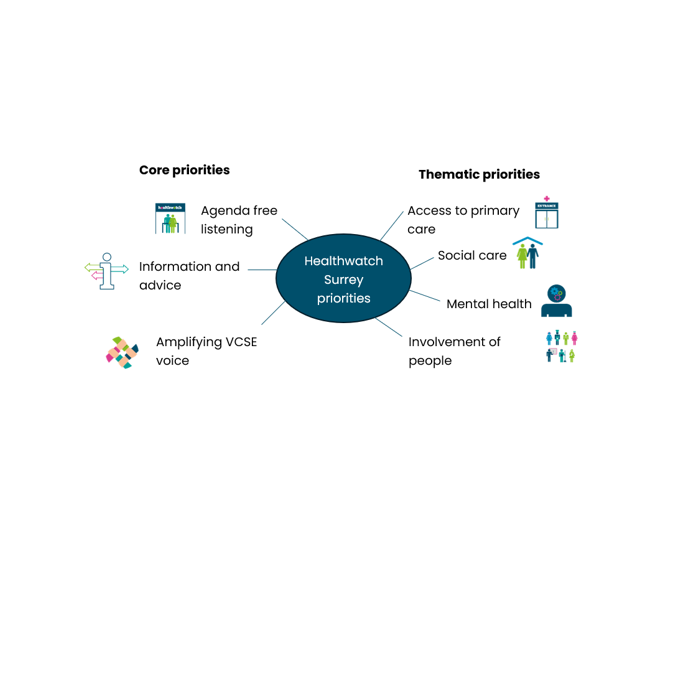 Core priorities
Agenda free
listening
Information and
advice
Amplifying VCSE
voice
Healthwatch
Surrey
priorities
Thematic priorities
Access to primary
care
Social care
Mental health
Involvement of
people